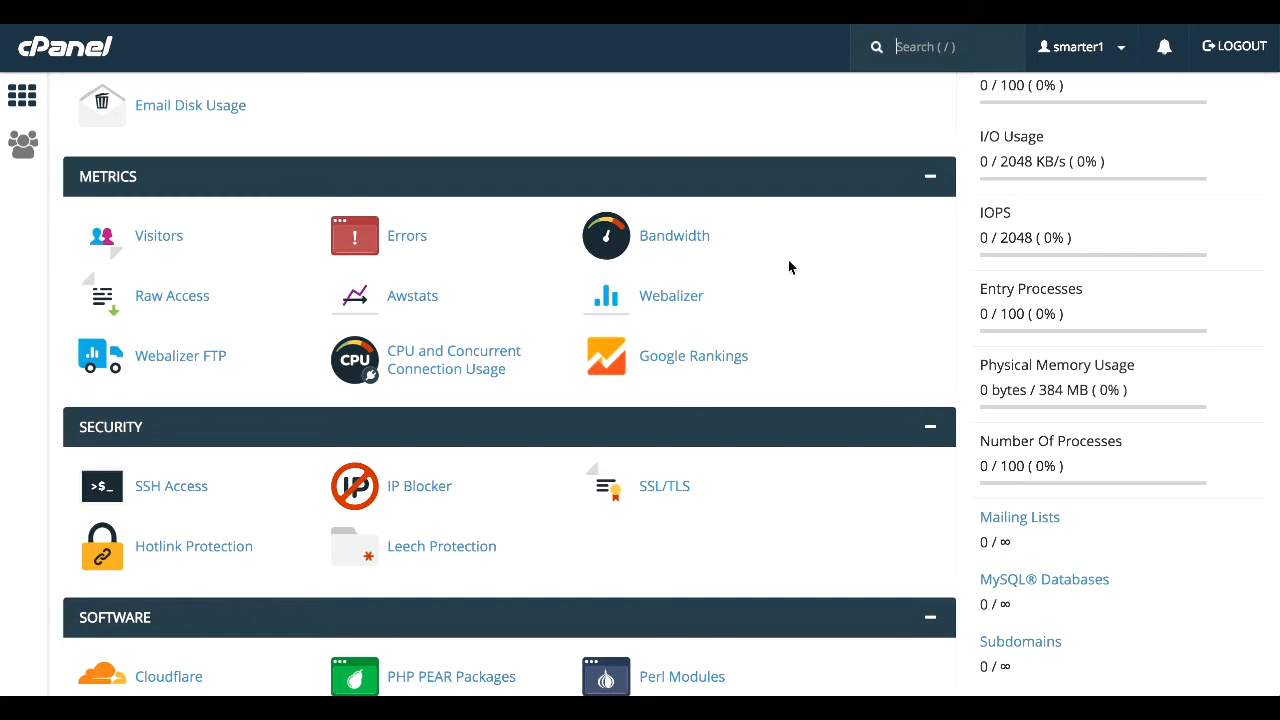 cPanel
Search ( / )
smarter1
LOGOUT
Email Disk Usage
METRICS
Visitors
Errors
Bandwidth
Raw Access
Awstats
Webalizer
Webalizer FTP
CPU
CPU and Concurrent
Connection Usage
Google Rankings
SECURITY
>$_
SSH Access
IP
IP Blocker
SSL/TLS
Hotlink Protection
Leech Protection
SOFTWARE
Cloudflare
PHP PEAR Packages
Perl Modules
0 / 100 ( 0% )
I/O Usage
0 / 2048 KB/s ( 0% )
IOPS
0 / 2048 ( 0% )
Entry Processes
0 / 100 ( 0% )
Physical Memory Usage
0 bytes / 384 MB ( 0% )
Number Of Processes
0 / 100 ( 0% )
Mailing Lists
0 / ∞
MySQL® Databases
0 / ∞
Subdomains
0 / ∞